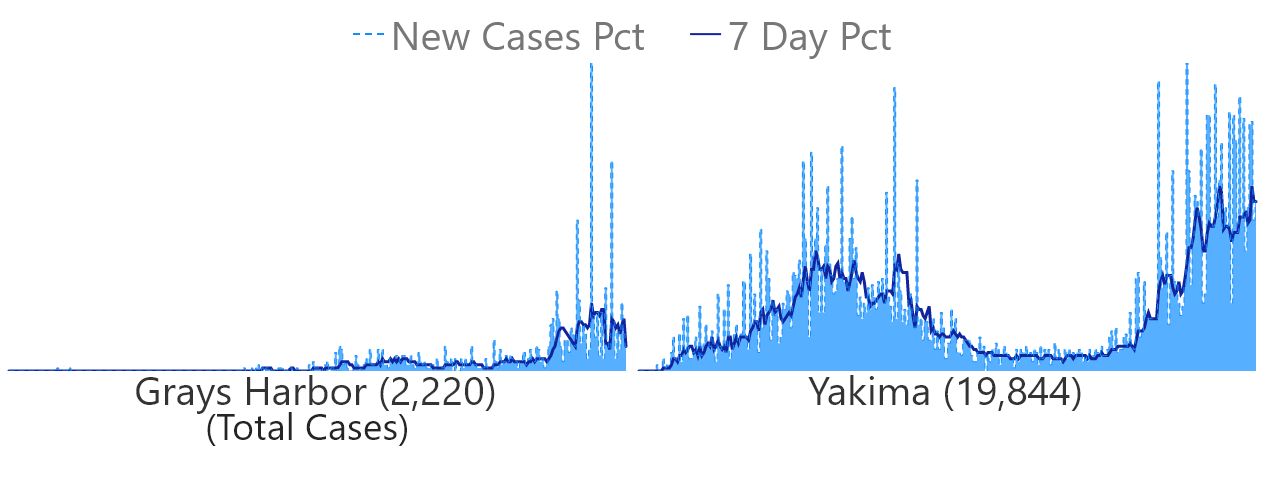 New Cases Pct 7 Day Pct
Grays Harbor (2,220) Yakima (19,844)
(Total Cases)